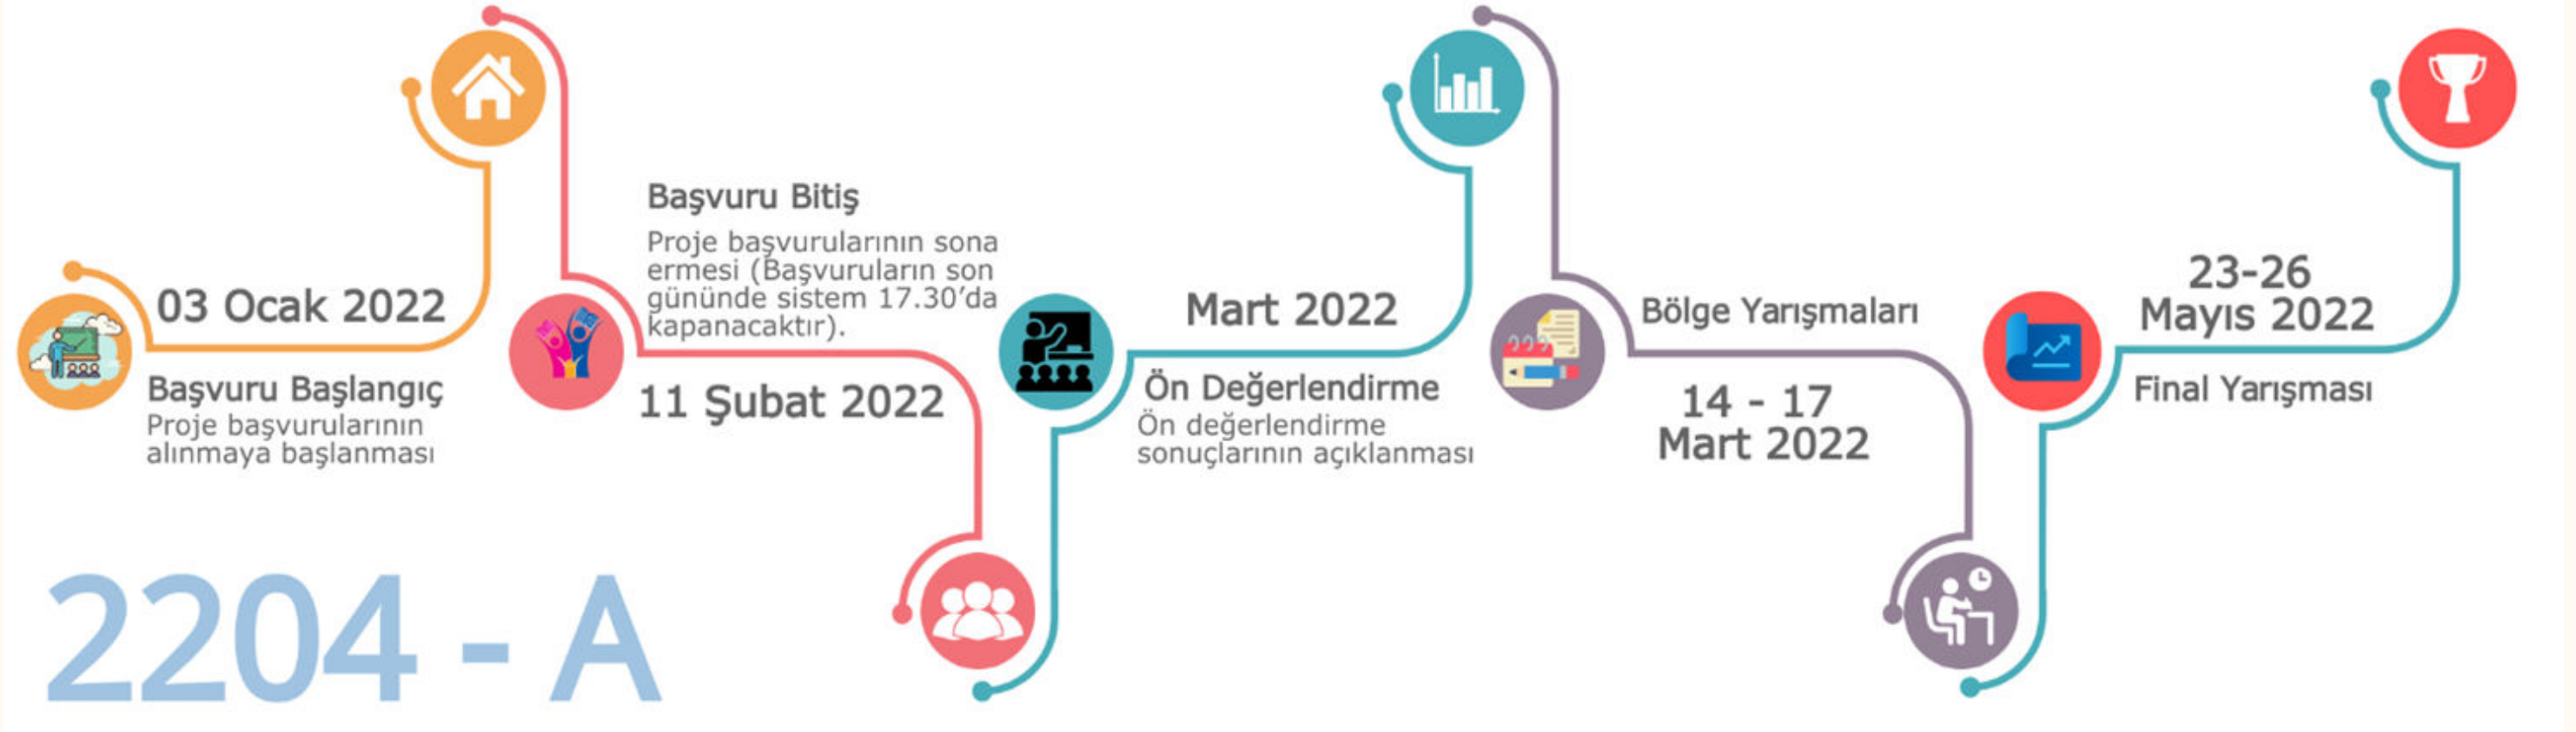 03 Ocak 2022
Başvuru Başlangıç
Proje başvurularının
alınmaya başlanması
Başvuru Bitiş
Proje başvurularının sona
ermesi (Başvuruların son
gününde sistem 17.30’da
kapanacaktır).
11 Şubat 2022
Mart 2022
Ön Değerlendirme
Ön değerlendirme
sonuçlarının açıklanması
Bölge Yarışmaları
14 - 17
Mart 2022
23-26
Mayıs 2022
Final Yarışması
2204 - A